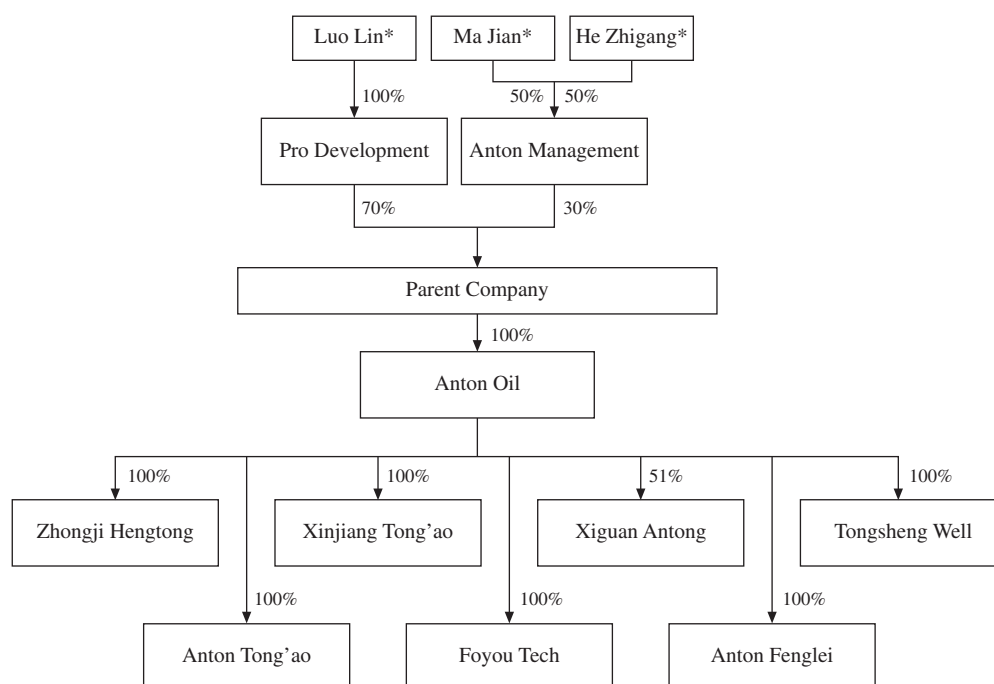 Luo Lin*
Ma Jian*
He Zhigang*
100%
50%
50%
Pro Development
Anton Management
70%
30%
Parent Company
100%
Anton Oil
100%
100%
51%
100%
Zhongji Hengtong
Xinjiang Tong’ao
Xiguan Antong
Tongsheng Well
100%
100%
100%
Anton Tong’ao
Foyou Tech
Anton Fenglei